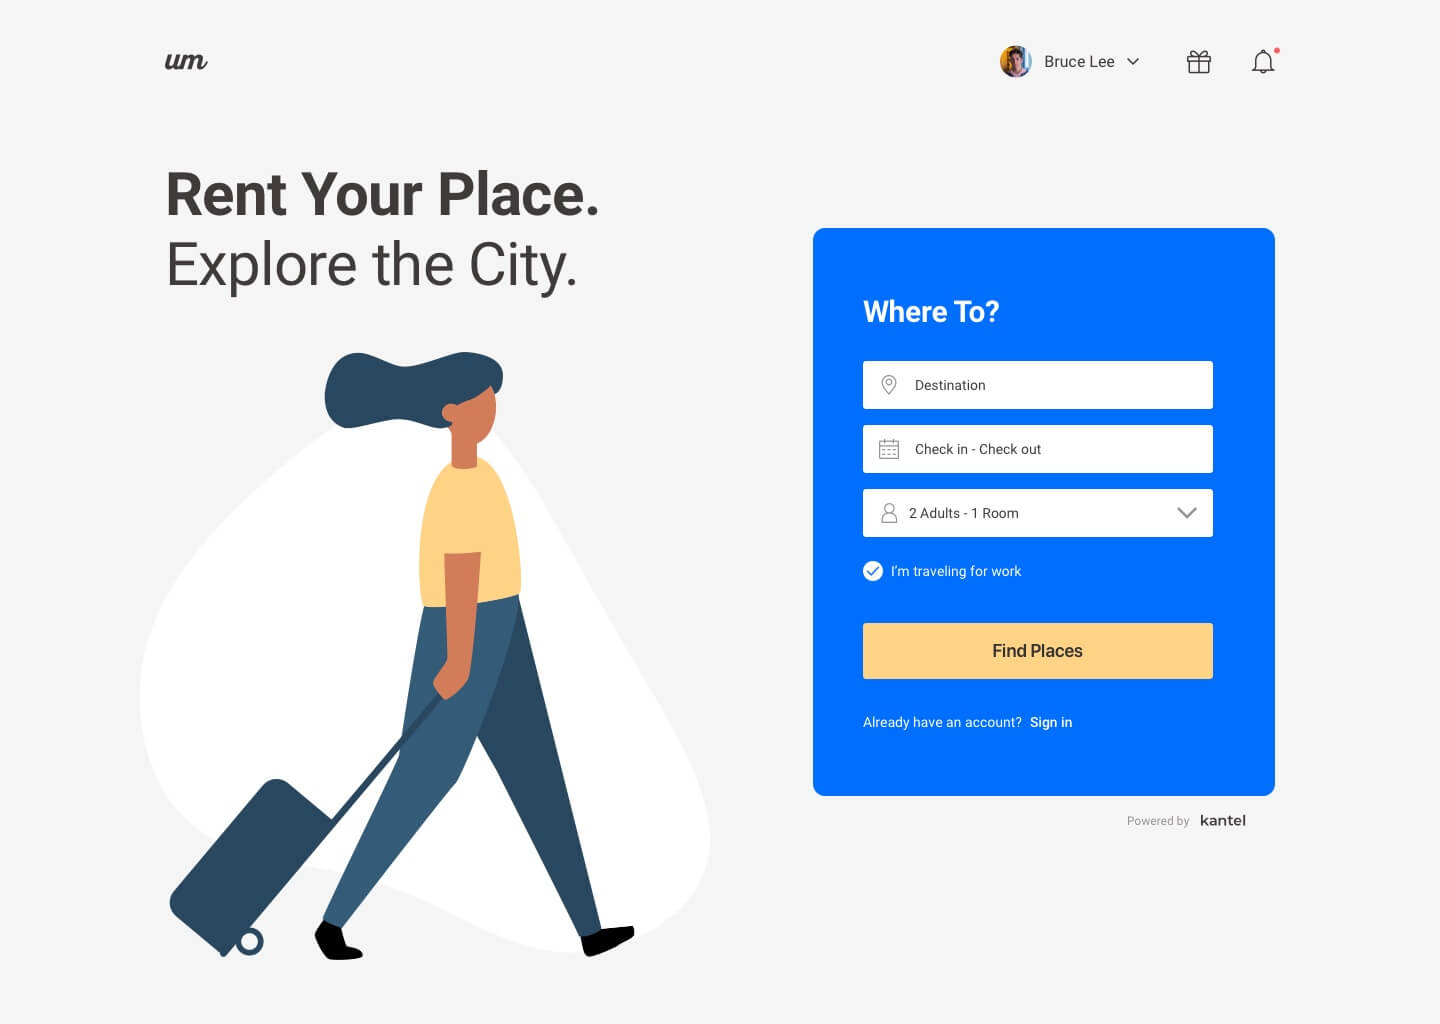 um
Bruce Lee
Rent Your Place.
Explore the City.
Where To?
Destination
Check in - Check out
2 Adults - 1 Room
I'm traveling for work
Find Places
Already have an account? Sign in
Powered by kantel